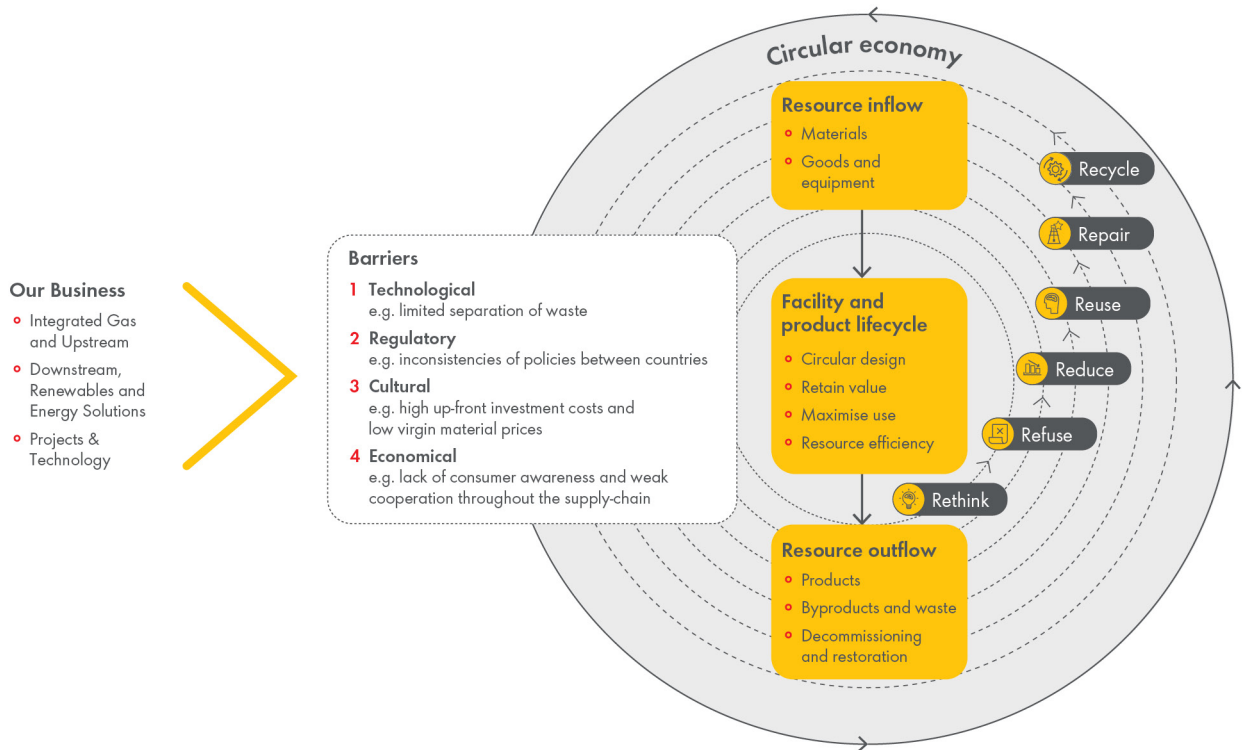 Circular economy
Our Business
Integrated Gas
and Upstream
Downstream,
Renewables and
Energy Solutions
Projects &
Technology
Barriers
1 Technological
e.g. limited separation of waste
2 Regulatory
e.g. inconsistencies of policies between countries
3 Cultural
e.g. high up-front investment costs and
low virgin material prices
4 Economical
e.g. lack of consumer awareness and weak
cooperation throughout the supply-chain
Resource inflow
Materials
Goods and
equipment
Facility and
product lifecycle
Circular design
Retain value
Maximise use
Resource efficiency
Resource outflow
Products
Byproducts and waste
Decommissioning
and restoration
Recycle
Repair
Reuse
Reduce
Refuse
Rethink